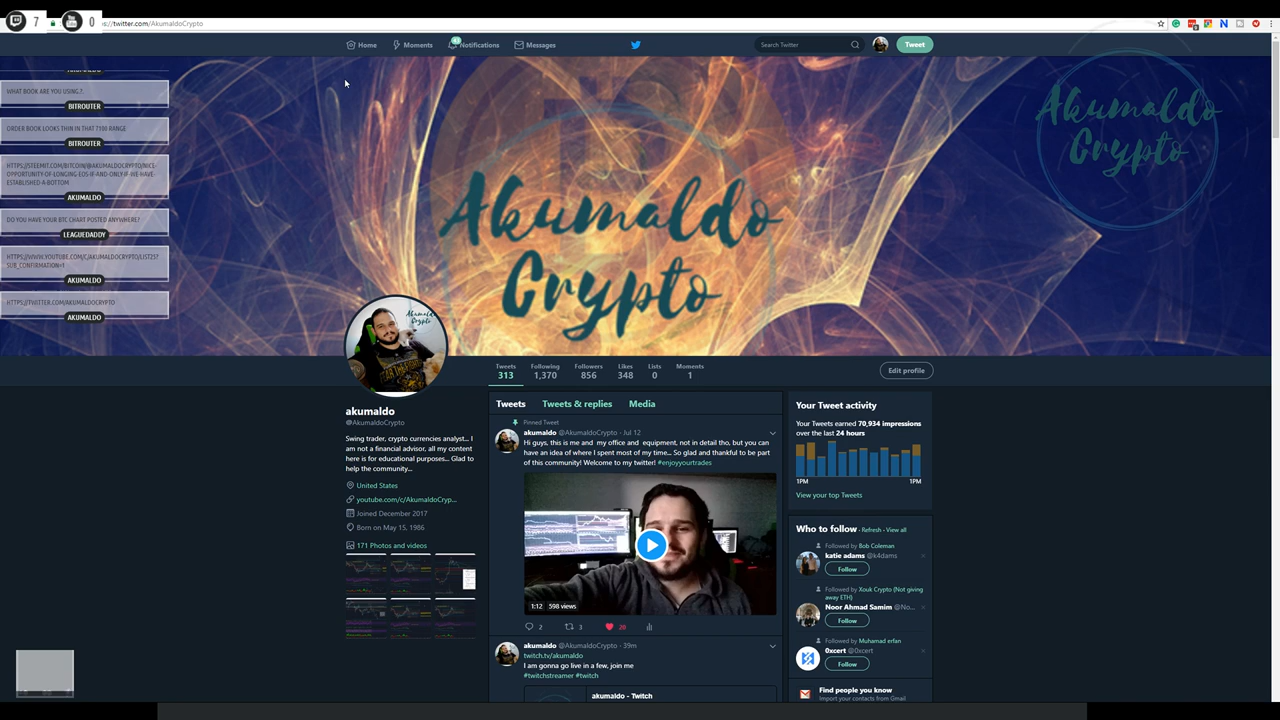 7
0
s://twitter.com/AkumaldoCrypto
Home
Moments
Notifications
Messages
Search Twitter
Tweet
WHAT BOOK ARE YOU USING.?.
BITROUTER
ORDER BOOK LOOKS THIN IN THAT 7100 RANGE
BITROUTER
HTTPS://STEEMIT.COM/BITCOIN/@AKUMALDOCRYPTO/NICE-
OPPORTUNITY-OF-LONGING-EOS-IF-AND-ONLY-IF-WE-HAVE-
ESTABLISHED-A-BOTTOM
AKUMALDO
DO YOU HAVE YOUR BTC CHART POSTED ANYWHERE?
LEAGUEDADDY
HTTPS://WWW.YOUTUBE.COM/C/AKUMALDOCRYPTO/LIST25?
SUB_CONFIRMATION=1
AKUMALDO
HTTPS://TWITTER.COM/AKUMALDOCRYPTO
AKUMALDO
Akumaldo
Crypto
Akumaldo
Crypto
Tweets
313
Following
1,370
Followers
856
Likes
348
Lists
0
Moments
1
Edit profile
akumaldo
@AkumaldoCrypto
Swing trader, crypto currencies analyst... I
am not a financial advisor, all my content
here is for educational purposes... Glad to
help the community...
United States
youtube.com/c/AkumaldoCryp...
Joined December 2017
Born on May 15, 1986
171 Photos and videos
Tweets
Tweets & replies
Media
Pinned Tweet
akumaldo @AkumaldoCrypto · Jul 12
Hi guys, this is me and my office and equipment, not in detail tho, but you can
have an idea of where I spent most of my time... So glad and thankful to be part
of this community! Welcome to my twitter! #enjoyyourtrades
1:12 598 views
2
3
28
akumaldo @AkumaldoCrypto · 39m
twitch.tv/akumaldo
I am gonna go live in a few, join me
#twitchstreamer #twitch
akumaldo - Twitch
Your Tweet activity
Your Tweets earned 70,934 impressions
over the last 24 hours
1PM
1PM
View your top Tweets
Who to follow · Refresh · View all
Followed by Bob Coleman
katie adams @k4dams
Follow
Followed by Xouk Crypto (Not giving
away ETH)
Noor Ahmad Samim @No...
Follow
Followed by Muhamad erfan
0xcert @0xcert
Follow
Find people you know
Import your contacts from Gmail